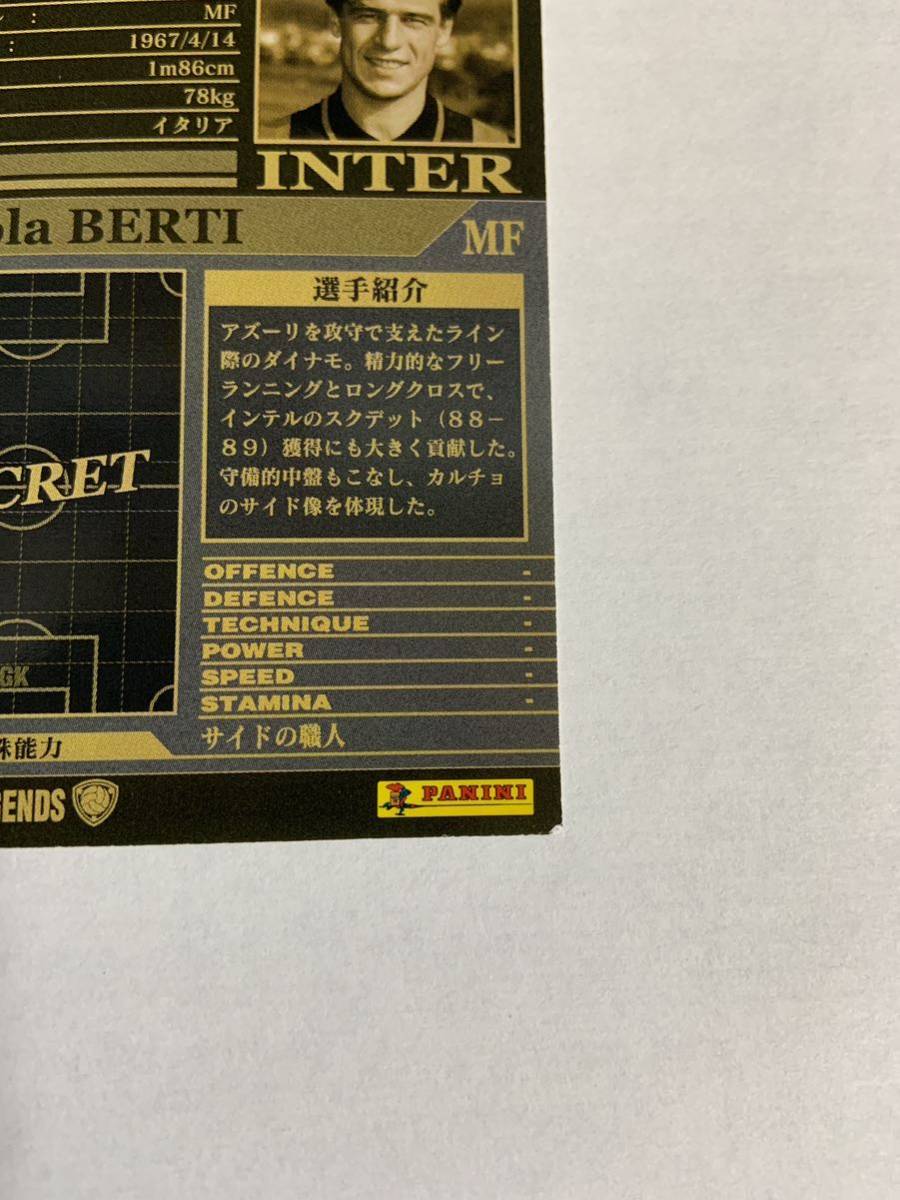 MF
: 1967/4/14
1m86cm
78kg
イタリア
INTER
ola BERTI
MF
選手紹介
アズーリを攻守で支えたライン
際のダイナモ。精力的なフリー
ランニングとロングクロスで、
インテルのスクデット（88－
89）獲得にも大きく貢献した。
守備的中盤もこなし、カルチョ
のサイド像を体現した。
CRET
GK
OFFENCE -
DEFENCE -
TECHNIQUE -
POWER -
SPEED -
STAMINA -
殊能力
サイドの職人
GENDS
PANINI